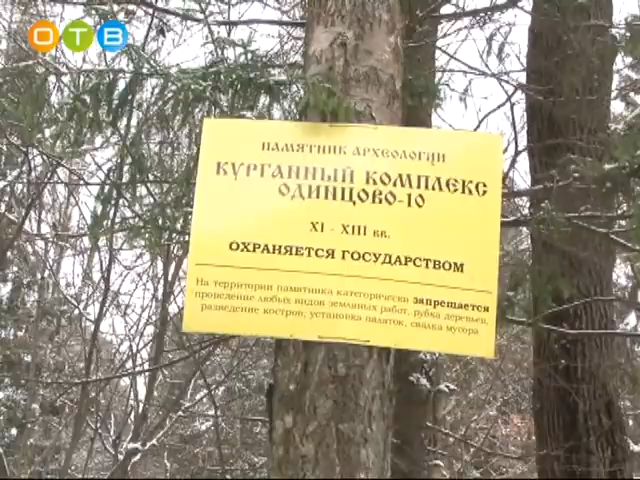 ОТВ
ПАМЯТНИК АРХЕОЛОГИИ
КУРГАННЫЙ КОМПЛЕКС
ОДИНЦОВО-10
XI - XIII вв.
ОХРАНЯЕТСЯ ГОСУДАРСТВОМ
На территории памятника категорически запрещается
проведение любых видов земляных работ, рубка деревьев,
разведение костров, установка палаток, свалка мусора